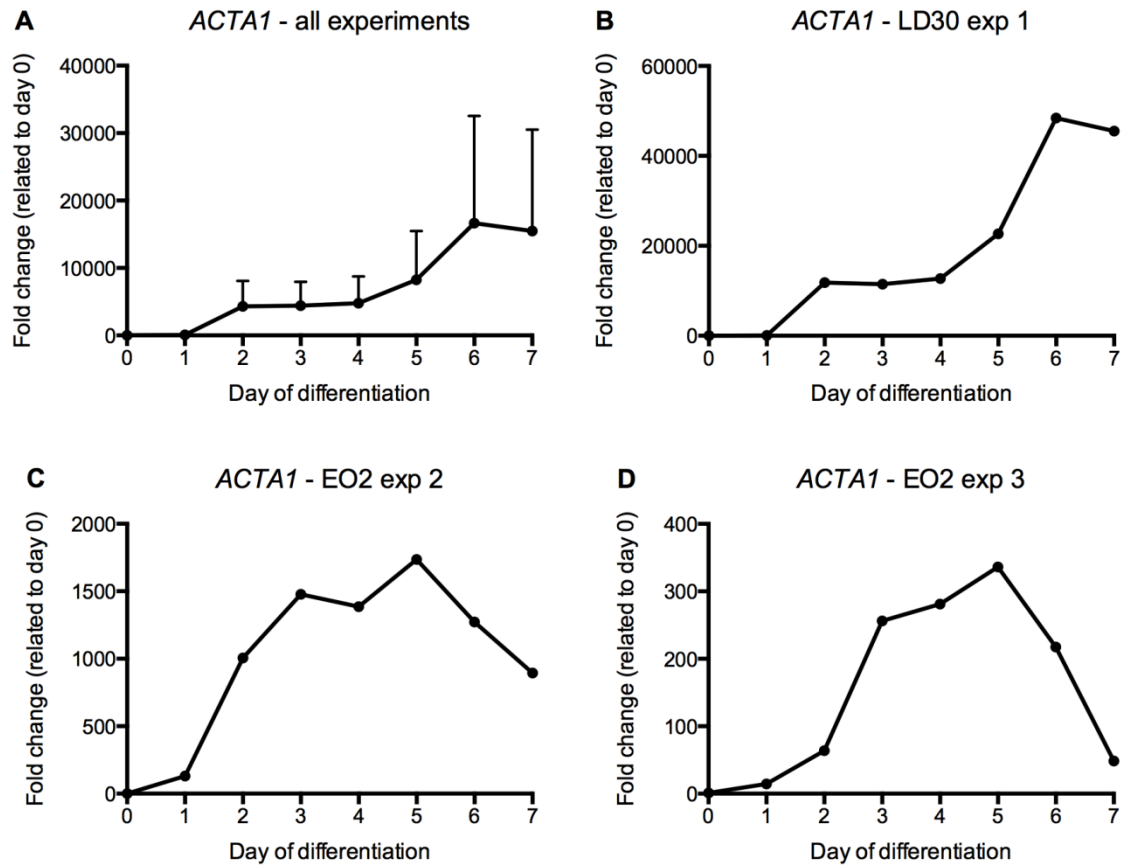 A
ACTA1 - all experiments
Fold change (related to day 0)
40000
30000
20000
10000
0
0 1 2 3 4 5 6 7
Day of differentiation
B
ACTA1 - LD30 exp 1
Fold change (related to day 0)
60000
40000
20000
0
0 1 2 3 4 5 6 7
Day of differentiation
C
ACTA1 - EO2 exp 2
Fold change (related to day 0)
2000
1500
1000
500
0
0 1 2 3 4 5 6 7
Day of differentiation
D
ACTA1 - EO2 exp 3
Fold change (related to day 0)
400
300
200
100
0
0 1 2 3 4 5 6 7
Day of differentiation